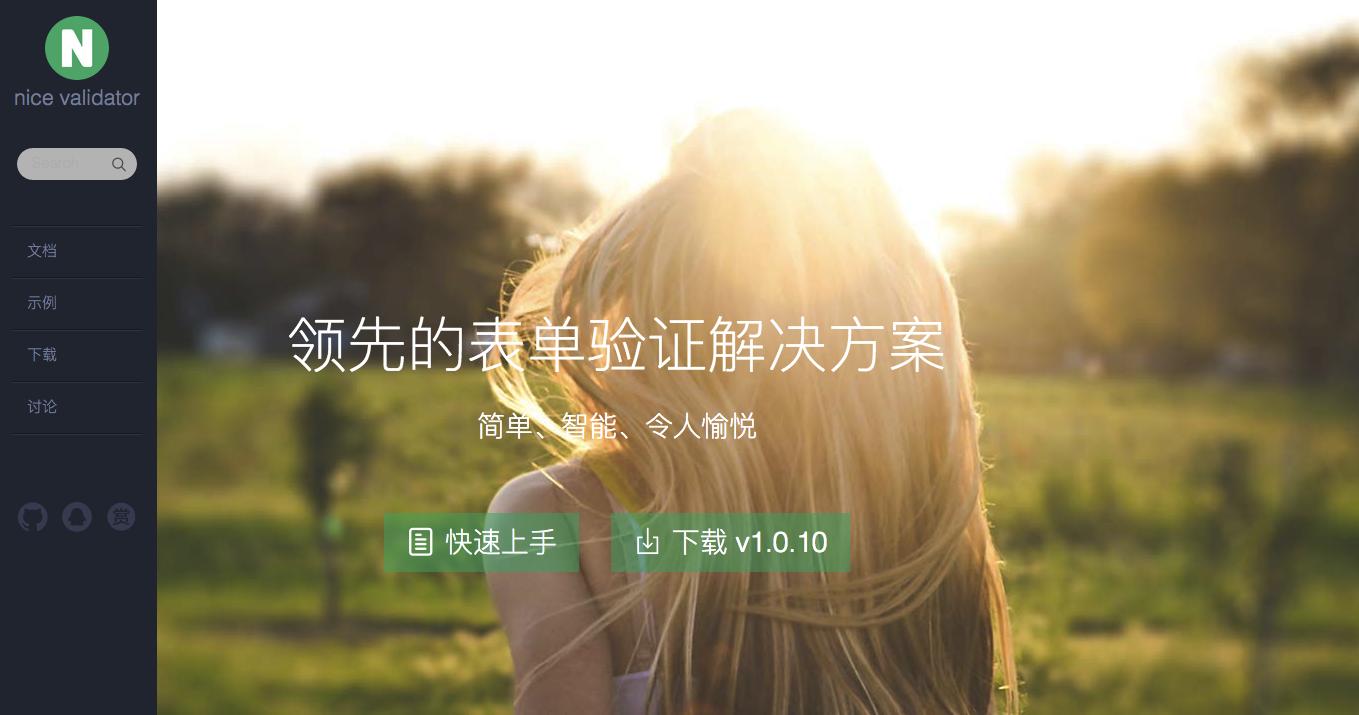 N
nice validator
Search
文档
示例
下载
讨论
赏
领先的表单验证解决方案
简单、智能、令人愉悦
快速上手
下载 v1.0.10